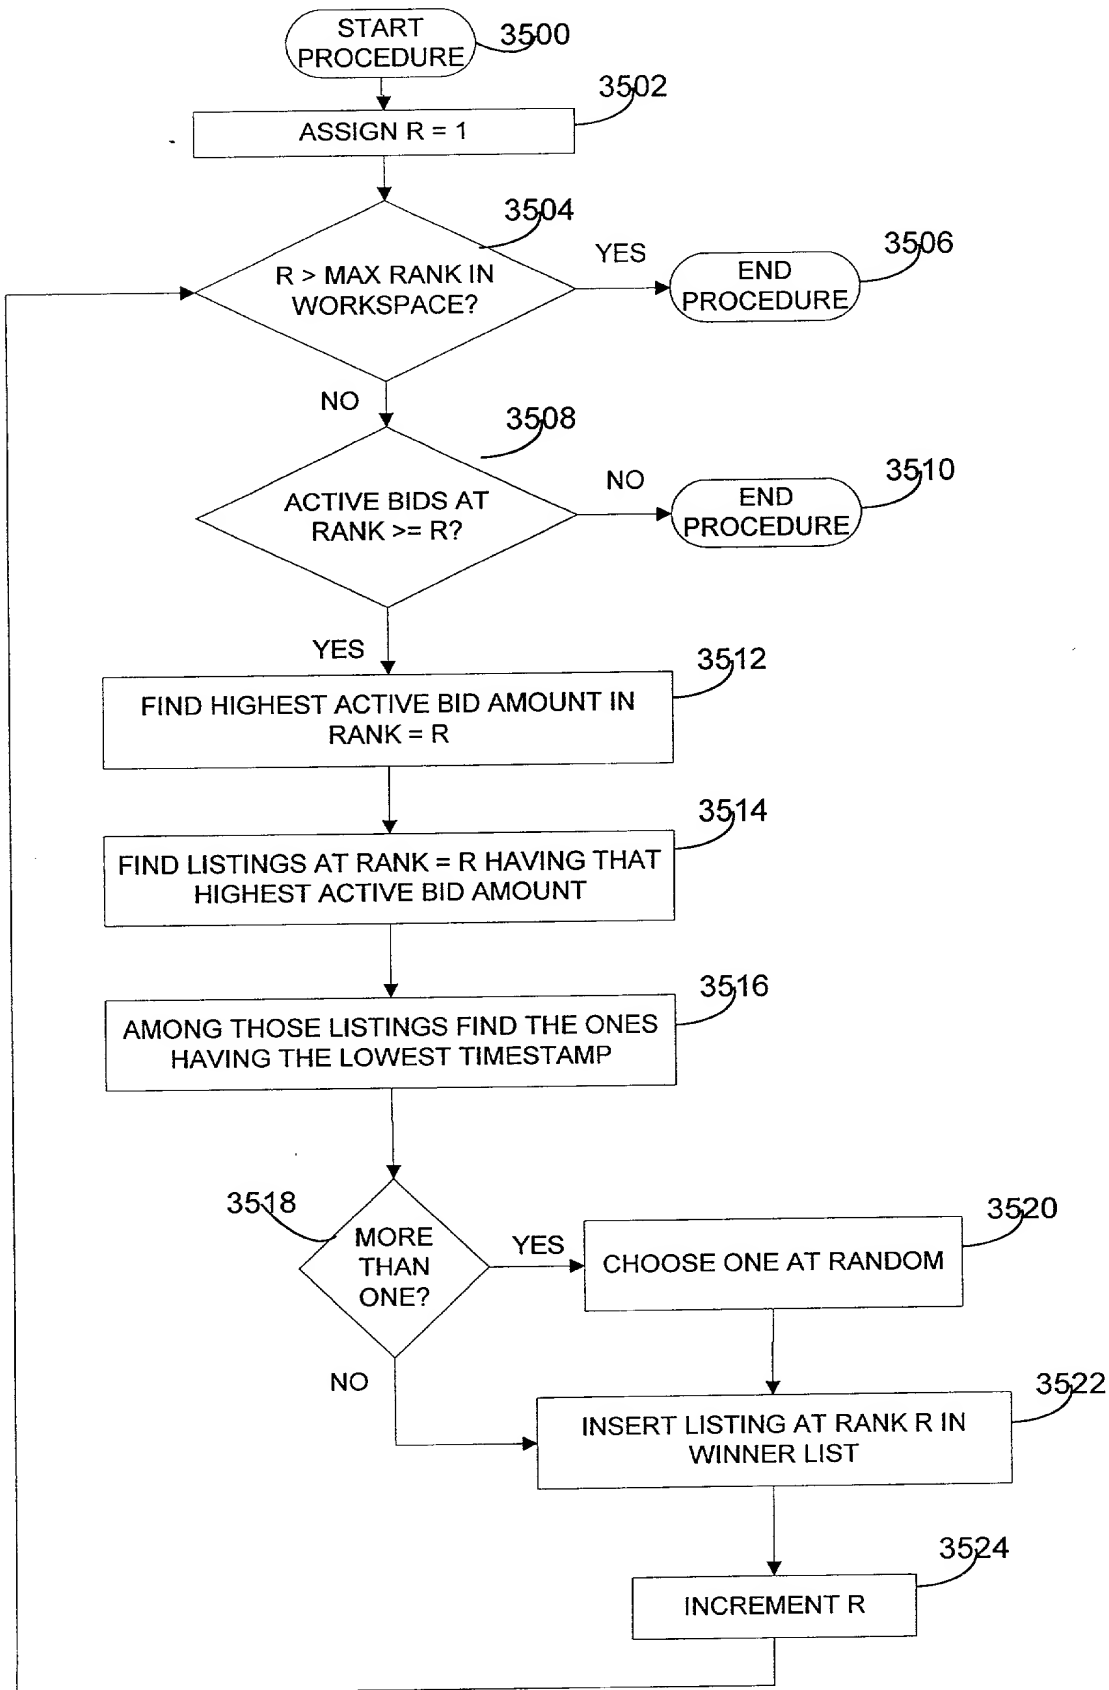 START
PROCEDURE
3500
3502
ASSIGN R = 1
3504
R > MAX RANK IN
WORKSPACE?
YES
3506
END
PROCEDURE
NO
3508
ACTIVE BIDS AT
RANK >= R?
NO
3510
END
PROCEDURE
YES
3512
FIND HIGHEST ACTIVE BID AMOUNT IN
RANK = R
3514
FIND LISTINGS AT RANK = R HAVING THAT
HIGHEST ACTIVE BID AMOUNT
3516
AMONG THOSE LISTINGS FIND THE ONES
HAVING THE LOWEST TIMESTAMP
3518
MORE
THAN
ONE?
YES
3520
CHOOSE ONE AT RANDOM
NO
3522
INSERT LISTING AT RANK R IN
WINNER LIST
3524
INCREMENT R